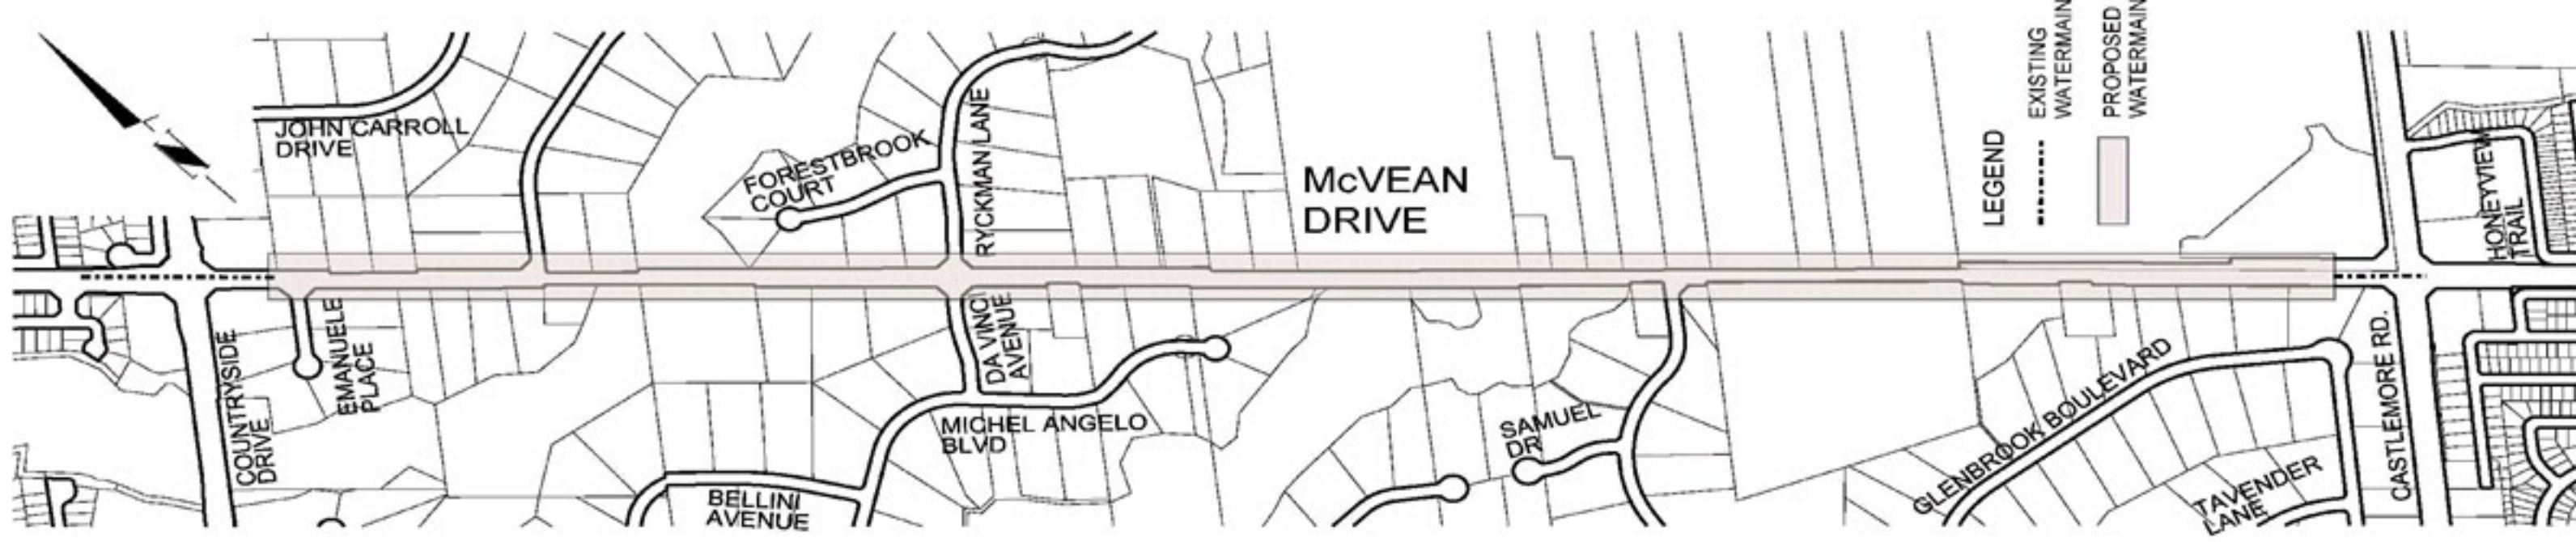 JOHN CARROLL
DRIVE
FORESTBROOK
COURT
RYCKMAN LANE
McVEAN
DRIVE
LEGEND
EXISTING
WATERMAIN
PROPOSED
WATERMAIN
HONEYVIEW
TRAIL
COUNTRYSIDE
DRIVE
EMANUELE
PLACE
DA VINCI
AVENUE
MICHEL ANGELO
BLVD
BELLINI
AVENUE
SAMUEL
DR
GLENBROOK BOULEVARD
TAVENDER
LANE
CASTLEMORE RD.
N